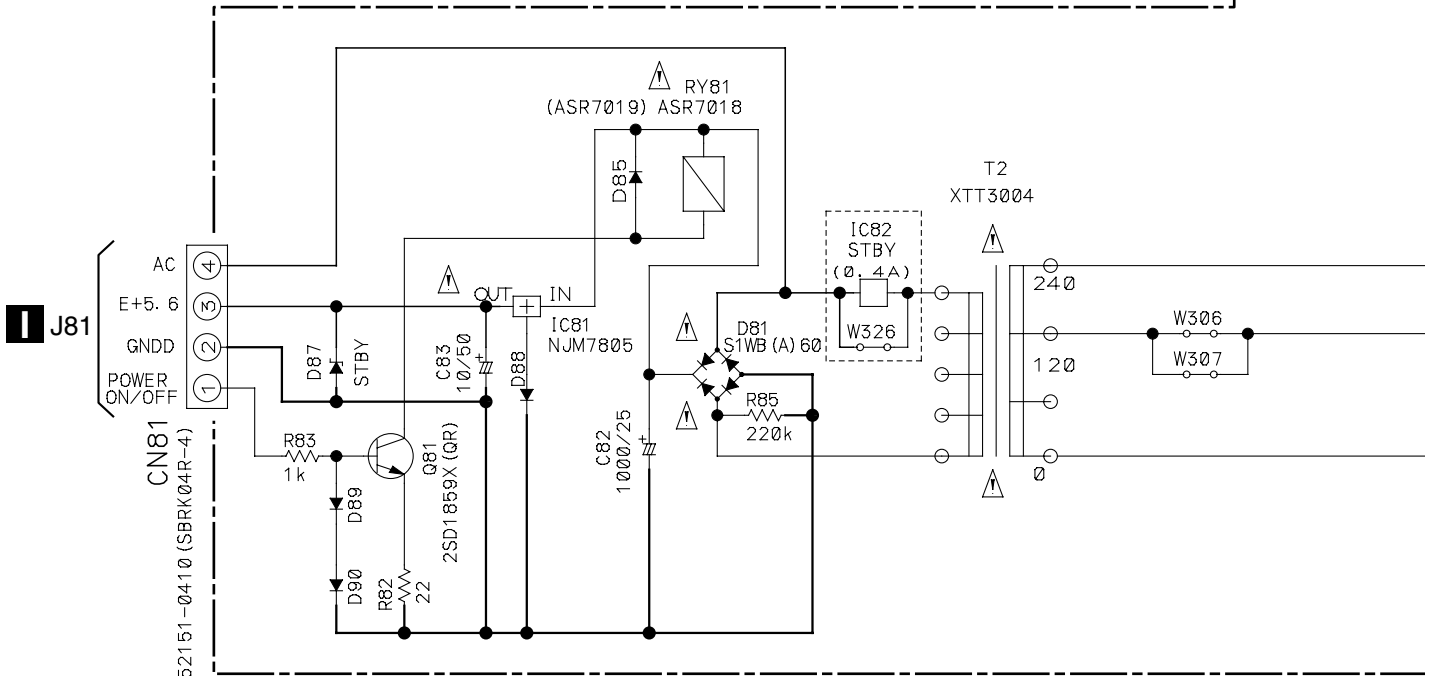 RY81
(ASR7019) ASR7018
D85
T2
XTT3004
IC82
STBY
(0.4A)
W326
240
120
0
W306
W307
I J81
AC
E+5.6
GNDD
POWER
ON/OFF
4
3
2
1
CN81
52151-0410 (SBRK04R-4)
OUT
IN
IC81
NJM7805
D87
STBY
C83
10/50
+
D88
D81
S1WB(A)60
R85
220k
C82
1000/25
+
R83
1k
Q81
2SD1859X(QR)
D89
D90
R82
22